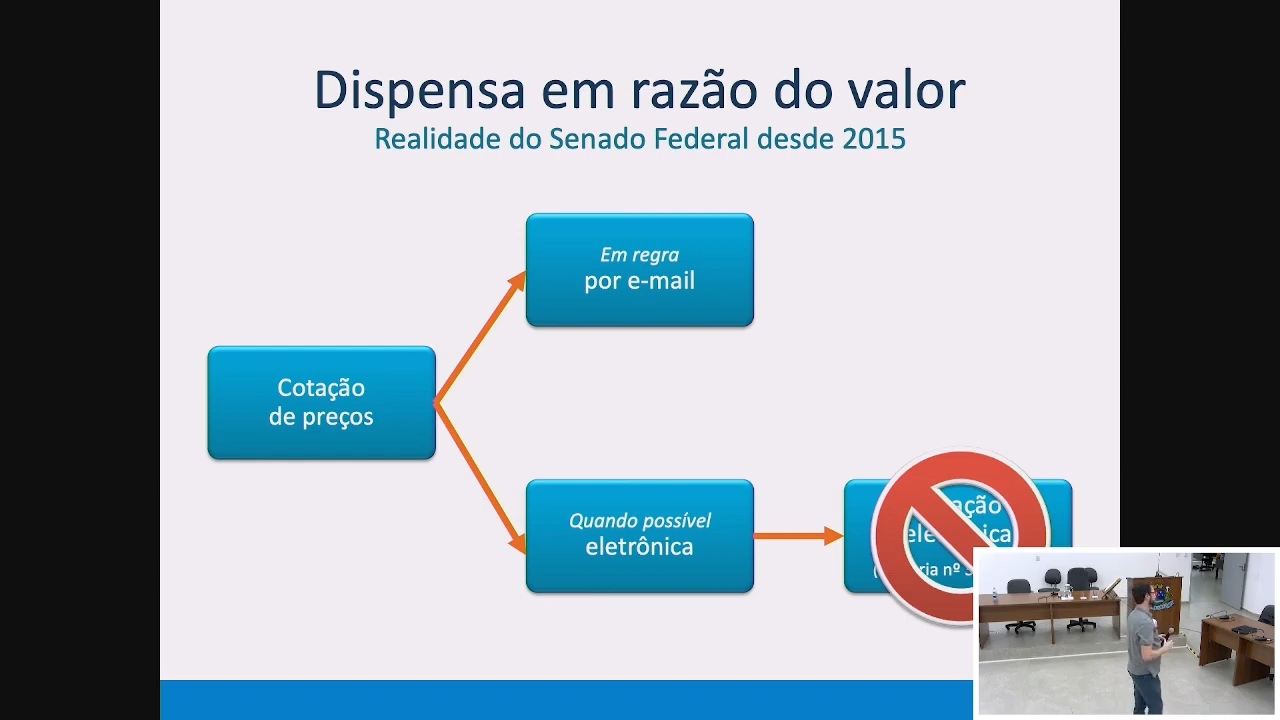 Dispensa em razão do valor
Realidade do Senado Federal desde 2015
Em regra
por e-mail
Cotação
de preços
Quando possível
eletrônica